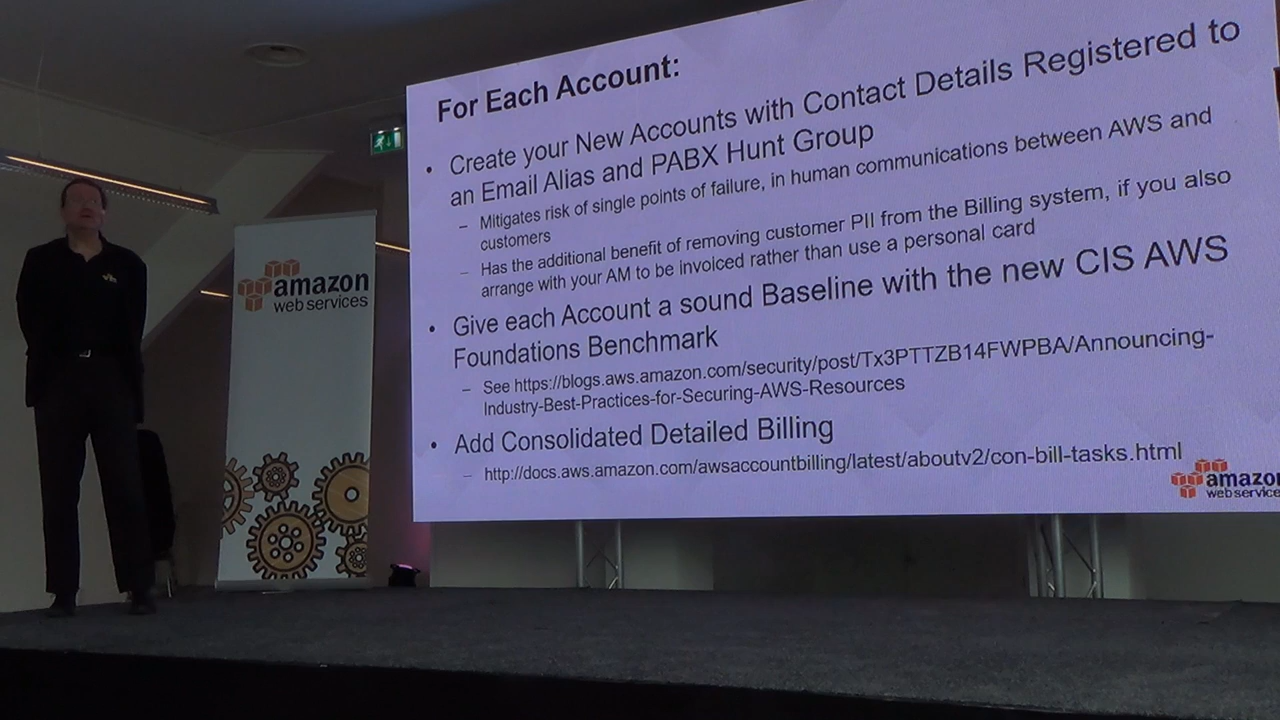 For Each Account:
• Create your New Accounts with Contact Details Registered to
an Email Alias and PABX Hunt Group
– Mitigates risk of single points of failure, in human communications between AWS and
customers
– Has the additional benefit of removing customer PII from the Billing system, if you also
arrange with your AM to be invoiced rather than use a personal card
• Give each Account a sound Baseline with the new CIS AWS
Foundations Benchmark
– See https://blogs.aws.amazon.com/security/post/Tx3PTTZB14FWPBA/Announcing-
Industry-Best-Practices-for-Securing-AWS-Resources
• Add Consolidated Detailed Billing
– http://docs.aws.amazon.com/awsaccountbilling/latest/aboutv2/con-bill-tasks.html
amazon
web service
amazon
web services